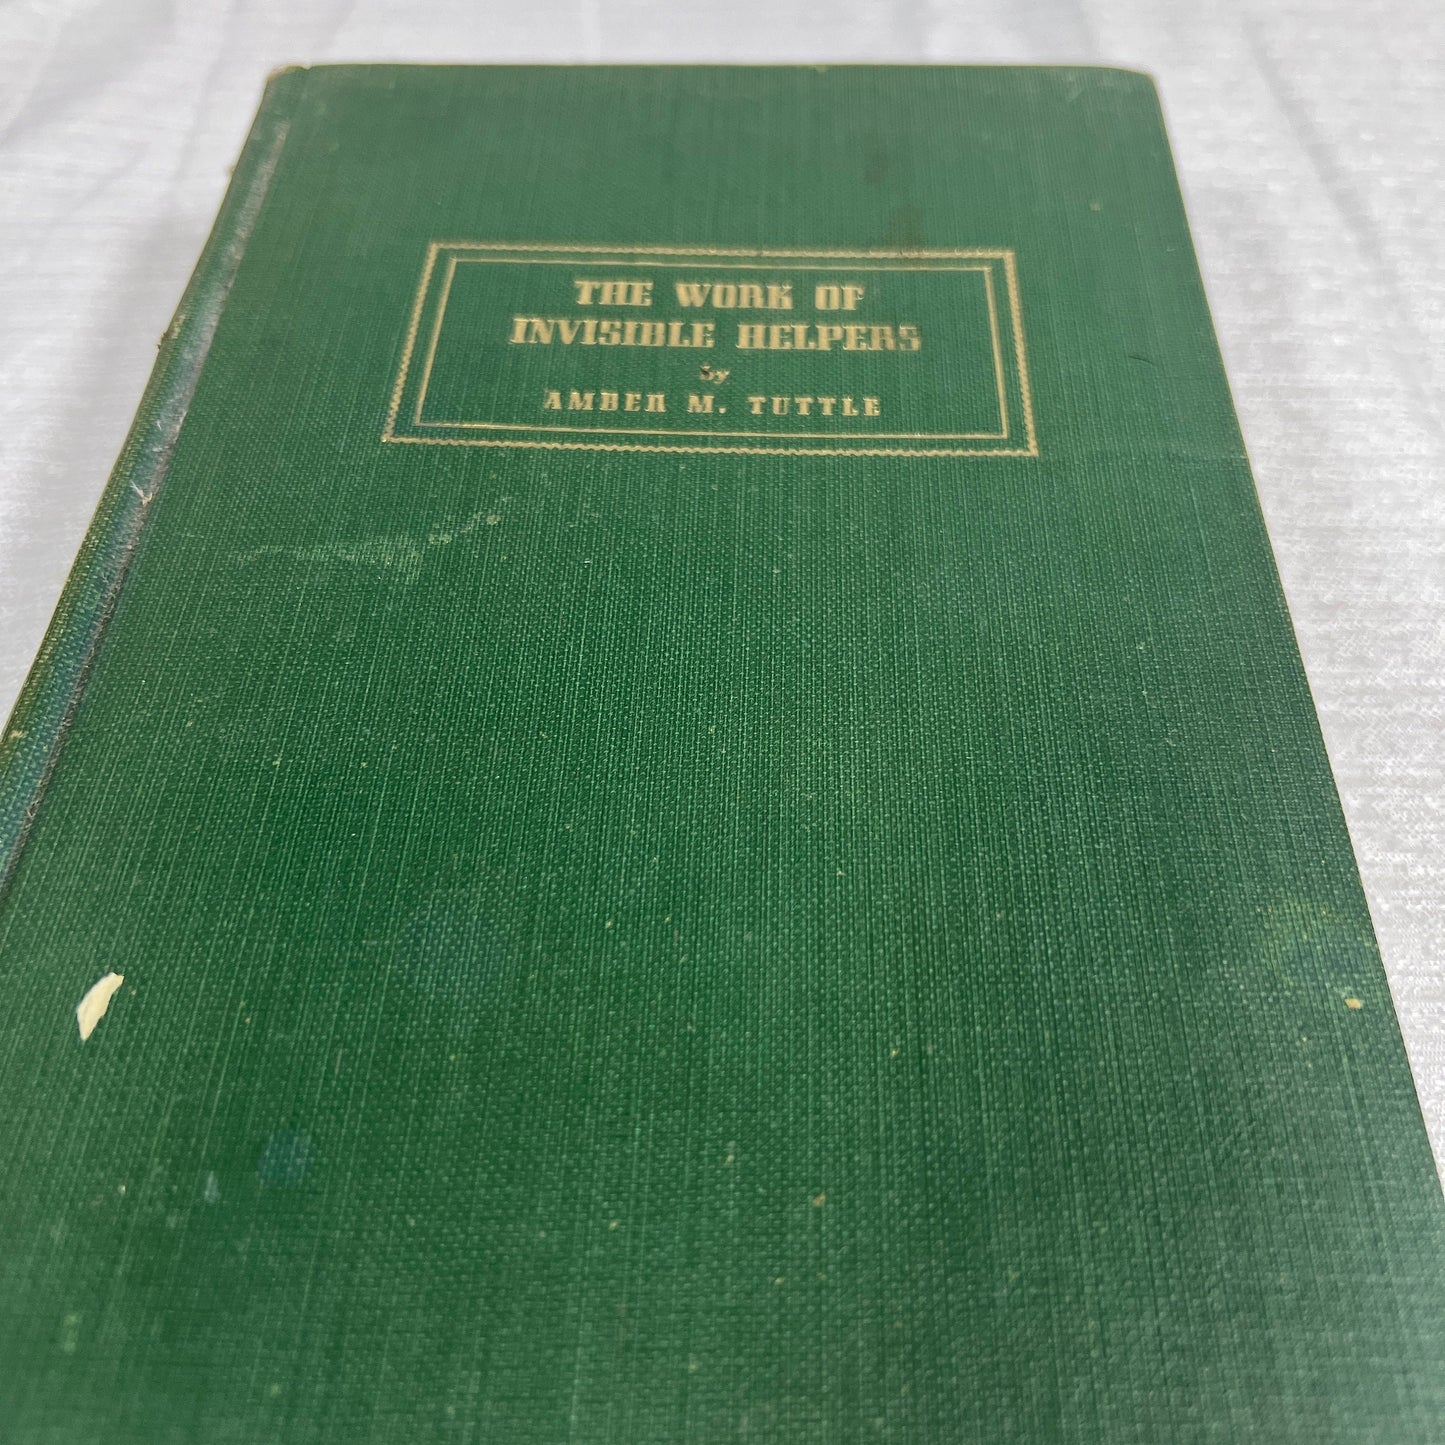 THE WORK OF
INVISIBLE HELPERS
by
AMBER M. TUTTLE